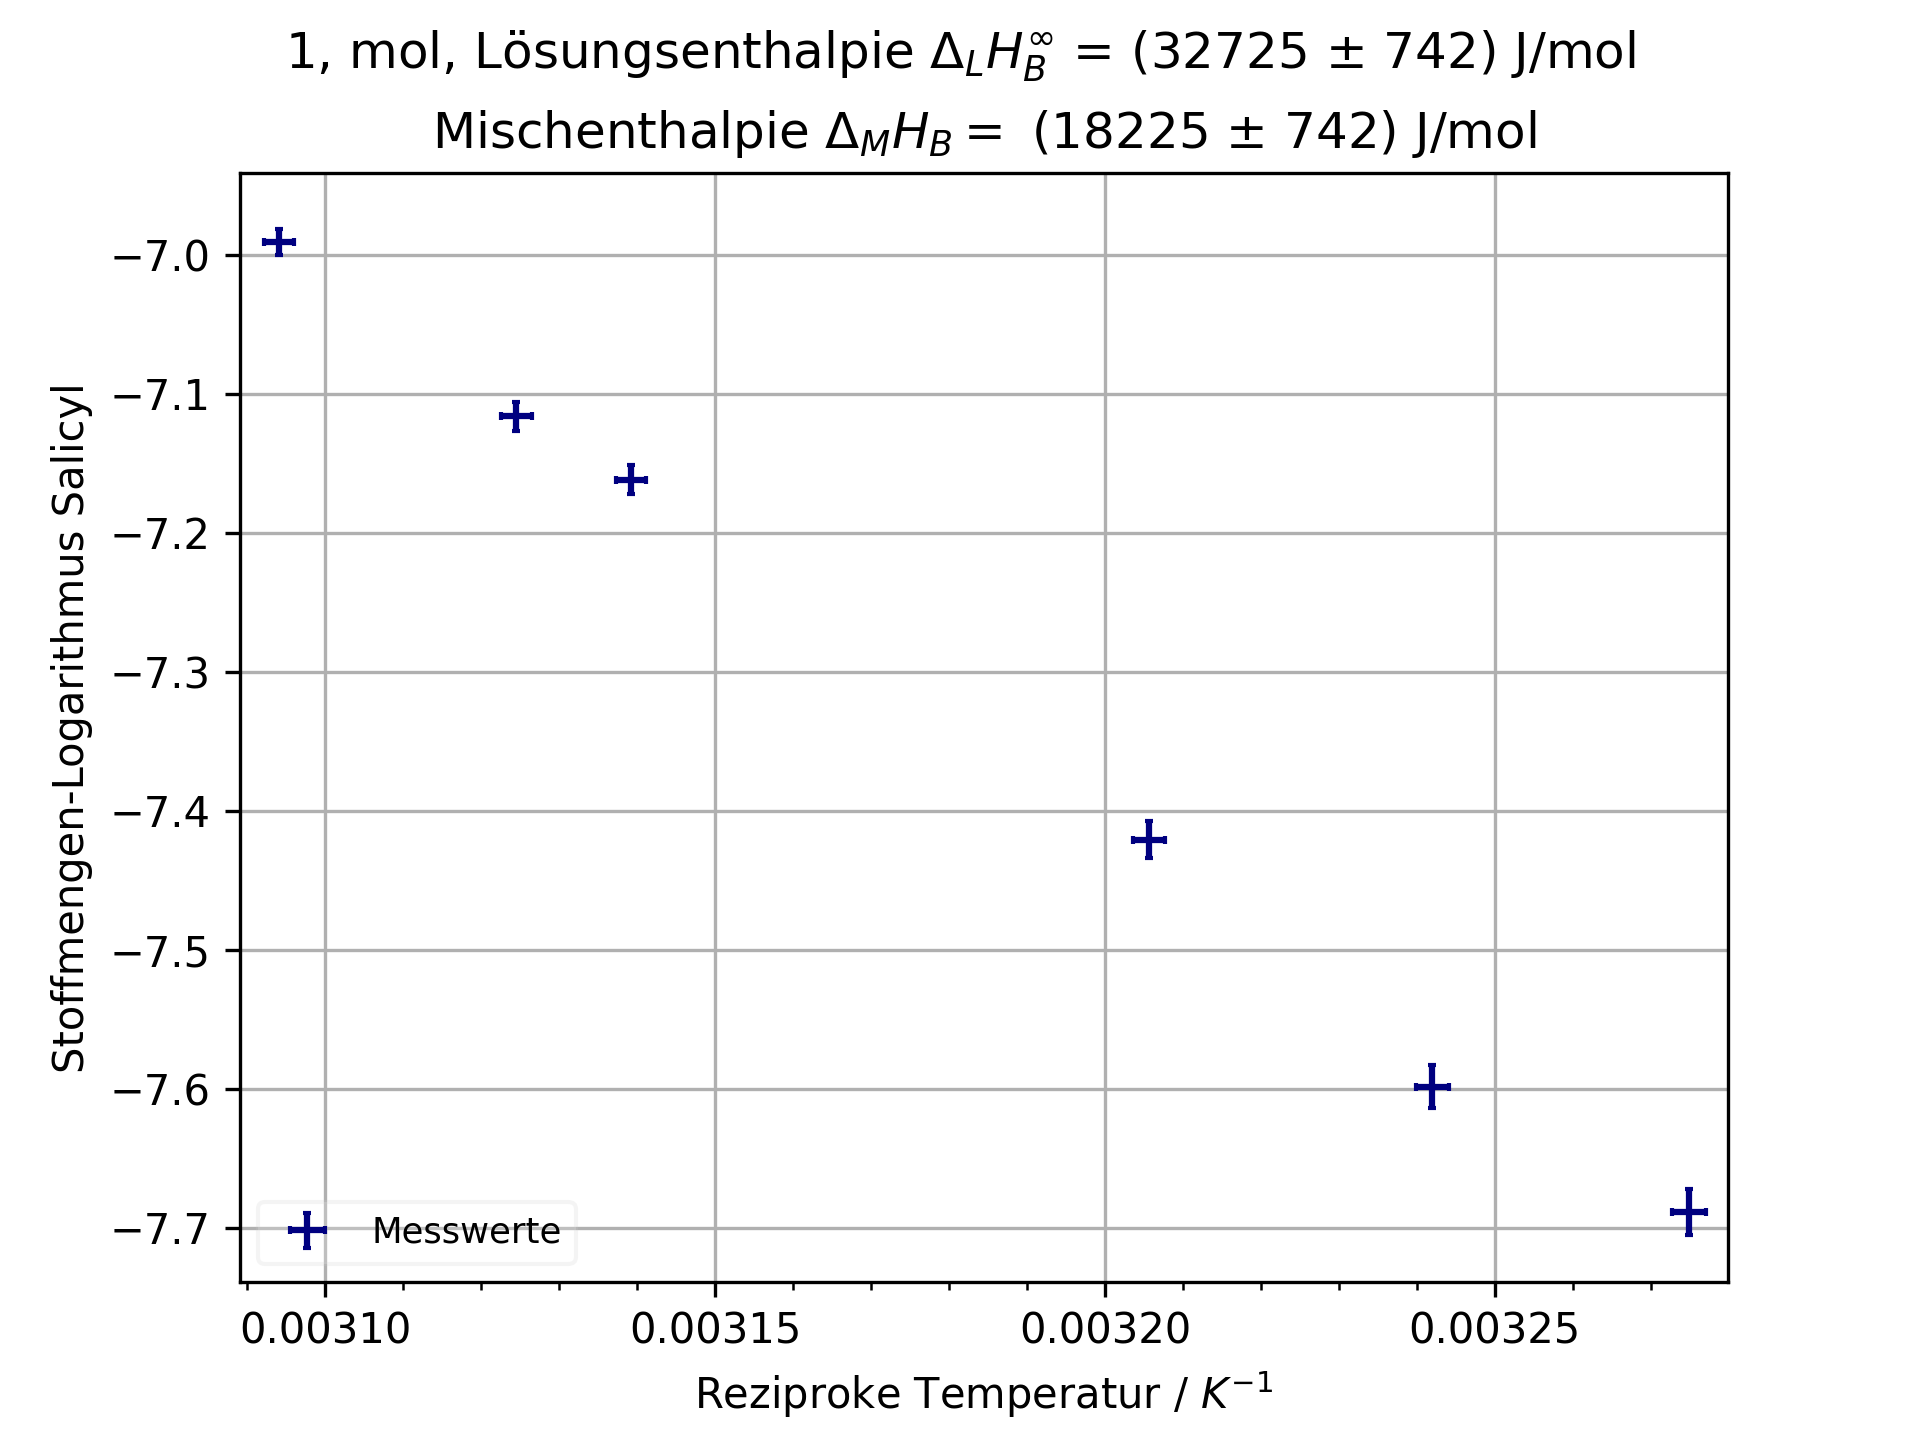 1, mol, Lösungsenthalpie Δ_L H_B^∞ = (32725 ± 742) J/mol
Mischenthalpie Δ_M H_B = (18225 ± 742) J/mol
Stoffmengen-Logarithmus Salicyl
−7.0
−7.1
−7.2
−7.3
−7.4
−7.5
−7.6
−7.7
Messwerte
0.00310 0.00315 0.00320 0.00325
Reziproke Temperatur / K⁻¹